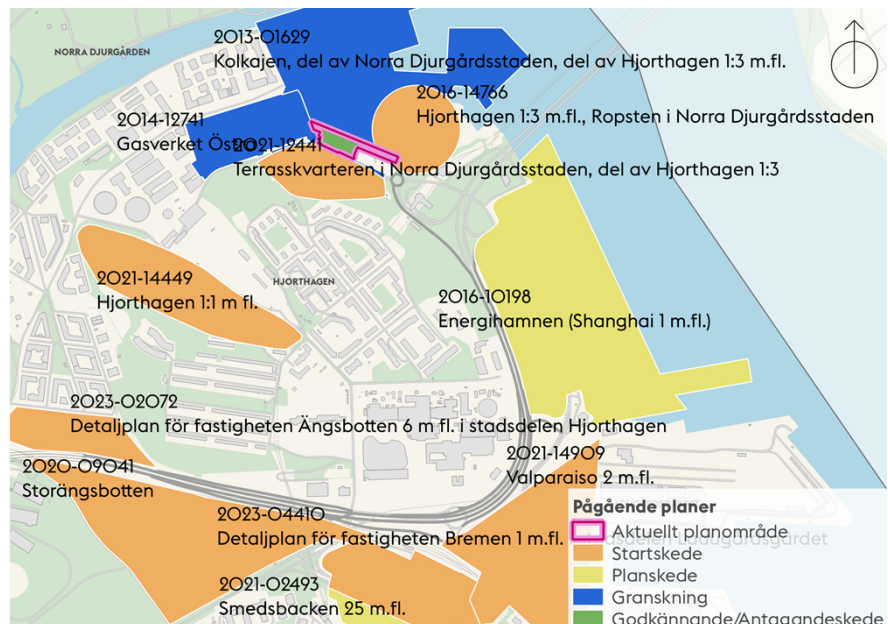 2013-01629
NORRA DJURGÅRDEN
Kolkajen, del av Norra Djurgårdsstaden, del av Hjorthagen 1:3 m.fl.
2016-14766
Hjorthagen 1:3 m.fl., Ropsten i Norra Djurgårdsstaden
2014-12741
Gasverket Östra
2021-12441
Terrasskvarteren i Norra Djurgårdsstaden, del av Hjorthagen 1:3
2021-14449
Hjorthagen 1:1 m fl.
HJORTHAGEN
2016-10198
Energihamnen (Shanghai 1 m.fl.)
2023-02072
Detaljplan för fastigheten Ängsbotten 6 m fl. i stadsdelen Hjorthagen
2021-14909
Valparaiso 2 m.fl.
2020-09041
Storängsbotten
2023-04410
Detaljplan för fastigheten Bremen 1 m.fl.
2021-02493
Smedsbacken 25 m.fl.
Pågående planer
Aktuellt planområde
Startskede
Planskede
Granskning
Godkännande/Antagandeskede